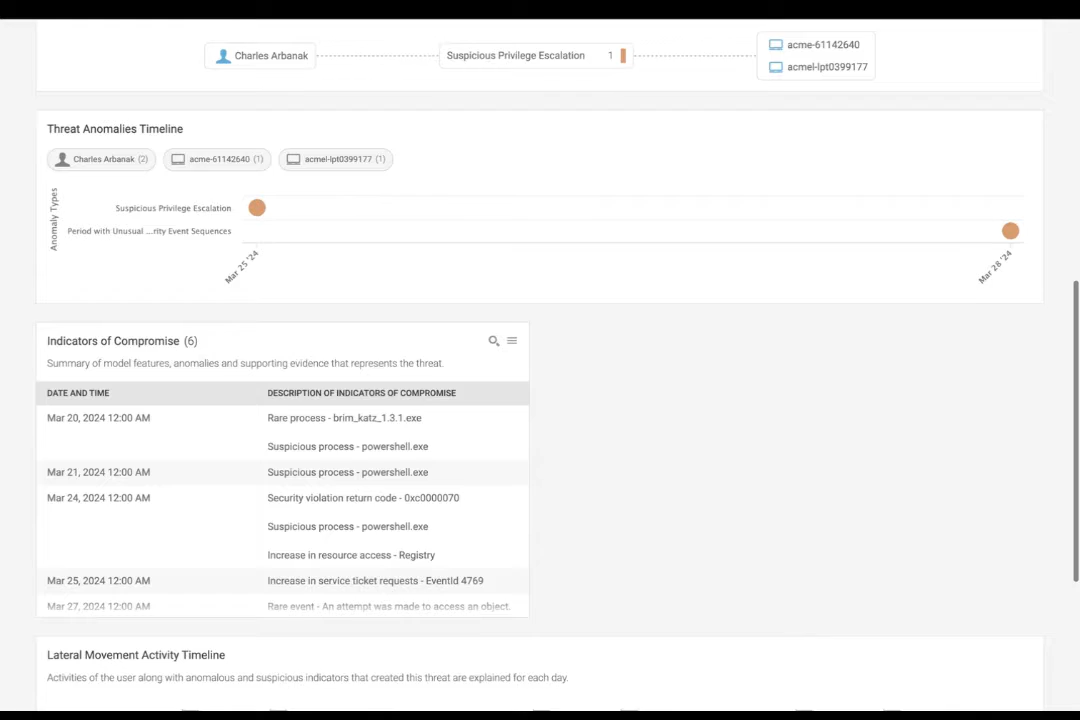 Charles Arbanak
Suspicious Privilege Escalation 1
acme-61142640
acmel-lpt0399177
Threat Anomalies Timeline
Charles Arbanak (2) acme-61142640 (1) acmel-lpt0399177 (1)
Anomaly Types
Suspicious Privilege Escalation
Period with Unusual ...rity Event Sequences
Mar 25 '24 Mar 28 '24
Indicators of Compromise (6)
Summary of model features, anomalies and supporting evidence that represents the threat.
DATE AND TIME DESCRIPTION OF INDICATORS OF COMPROMISE
Mar 20, 2024 12:00 AM Rare process - brim_katz_1.3.1.exe
Suspicious process - powershell.exe
Mar 21, 2024 12:00 AM Suspicious process - powershell.exe
Mar 24, 2024 12:00 AM Security violation return code - 0xc0000070
Suspicious process - powershell.exe
Increase in resource access - Registry
Mar 25, 2024 12:00 AM Increase in service ticket requests - EventId 4769
Mar 27, 2024 12:00 AM Rare event - An attempt was made to access an object.
Lateral Movement Activity Timeline
Activities of the user along with anomalous and suspicious indicators that created this threat are explained for each day.